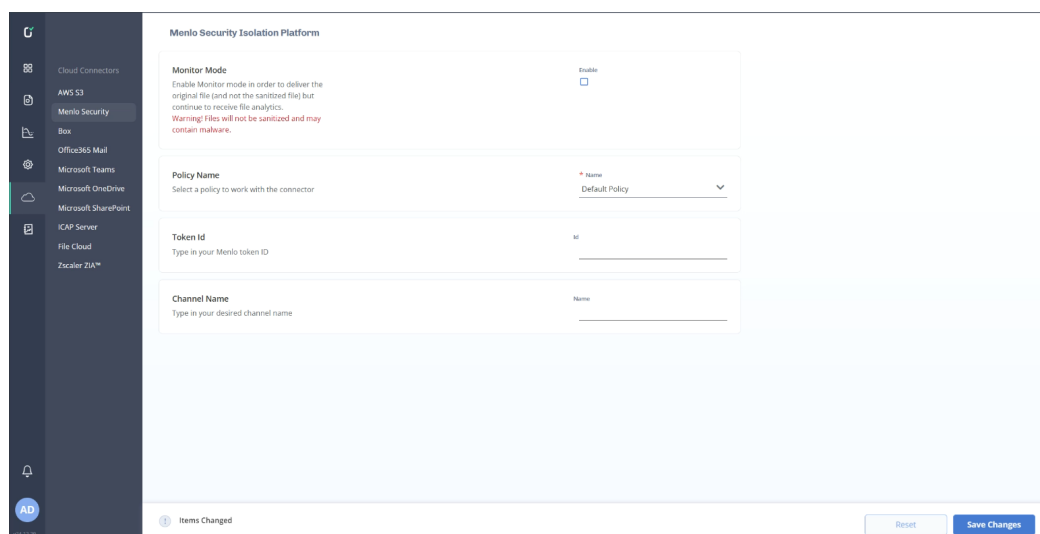 Menlo Security Isolation Platform
Cloud Connectors
AWS S3
Menlo Security
Box
Office365 Mail
Microsoft Teams
Microsoft OneDrive
Microsoft SharePoint
ICAP Server
File Cloud
Zscaler ZIA™
Monitor Mode
Enable Monitor mode in order to deliver the
original file (and not the sanitized file) but
continue to receive file analytics.
Warning! Files will not be sanitized and may
contain malware.
Enable
Policy Name
Select a policy to work with the connector
* Name
Default Policy
Token Id
Type in your Menlo token ID
Id
Channel Name
Type in your desired channel name
Name
AD
Items Changed
Reset
Save Changes